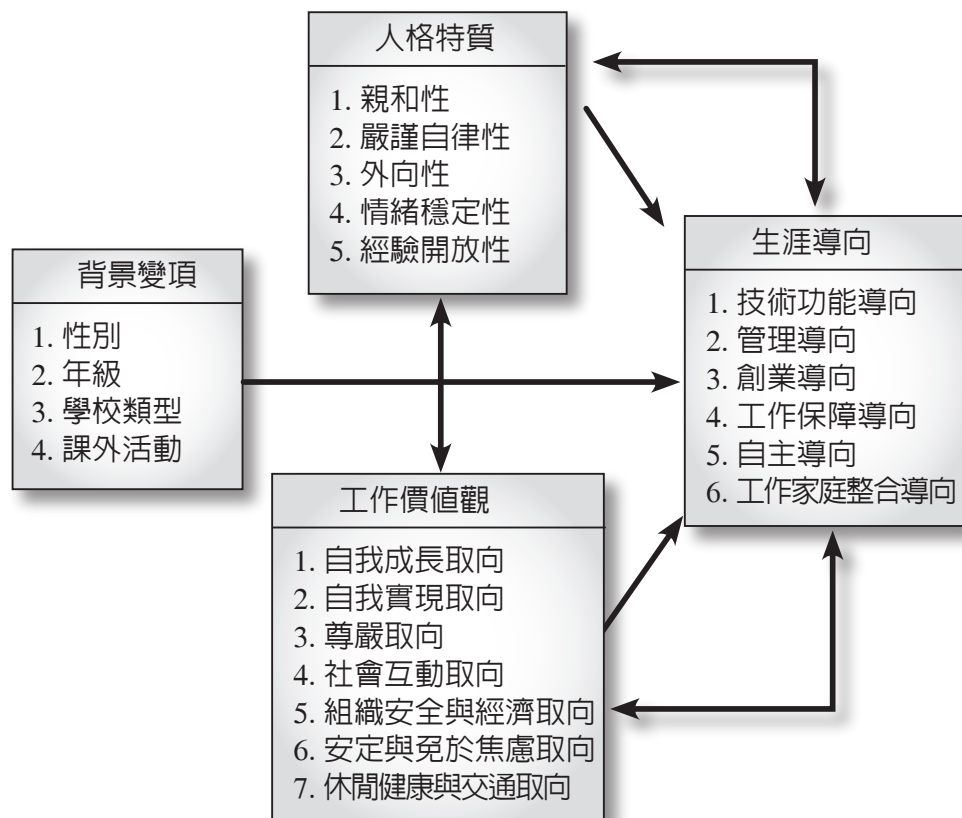 人格特質
1. 親和性
2. 嚴謹自律性
3. 外向性
4. 情緒穩定性
5. 經驗開放性
背景變項
1. 性別
2. 年級
3. 學校類型
4. 課外活動
生涯導向
1. 技術功能導向
2. 管理導向
3. 創業導向
4. 工作保障導向
5. 自主導向
6. 工作家庭整合導向
工作價值觀
1. 自我成長取向
2. 自我實現取向
3. 尊嚴取向
4. 社會互動取向
5. 組織安全與經濟取向
6. 安定與免於焦慮取向
7. 休閒健康與交通取向